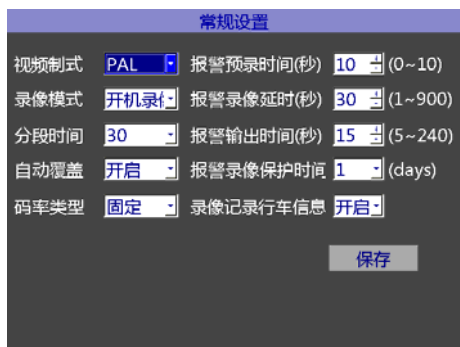 常规设置
视频制式 PAL 报警预录时间(秒) 10 (0~10)
录像模式 开机录 报警录像延时(秒) 30 (1~900)
分段时间 30 报警输出时间(秒) 15 (5~240)
自动覆盖 开启 报警录像保护时间 1 (days)
码率类型 固定 录像记录行车信息 开启
保存